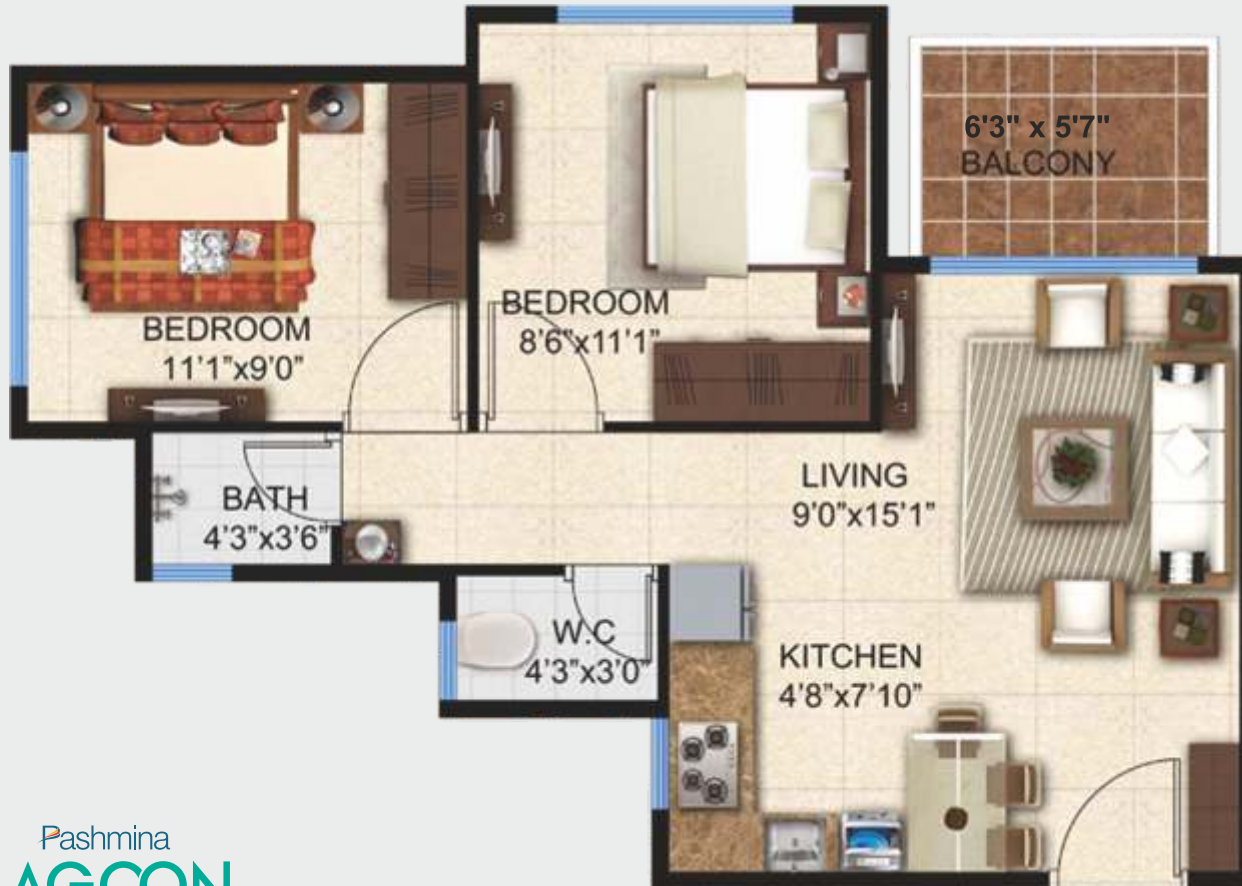 6'3" x 5'7"
BALCONY
BEDROOM
11'1"x9'0"
BEDROOM
8'6"x11'1"
LIVING
9'0"x15'1"
BATH
4'3"x3'6"
W.C
4'3"x3'0"
KITCHEN
4'8"x7'10"
Pashmina